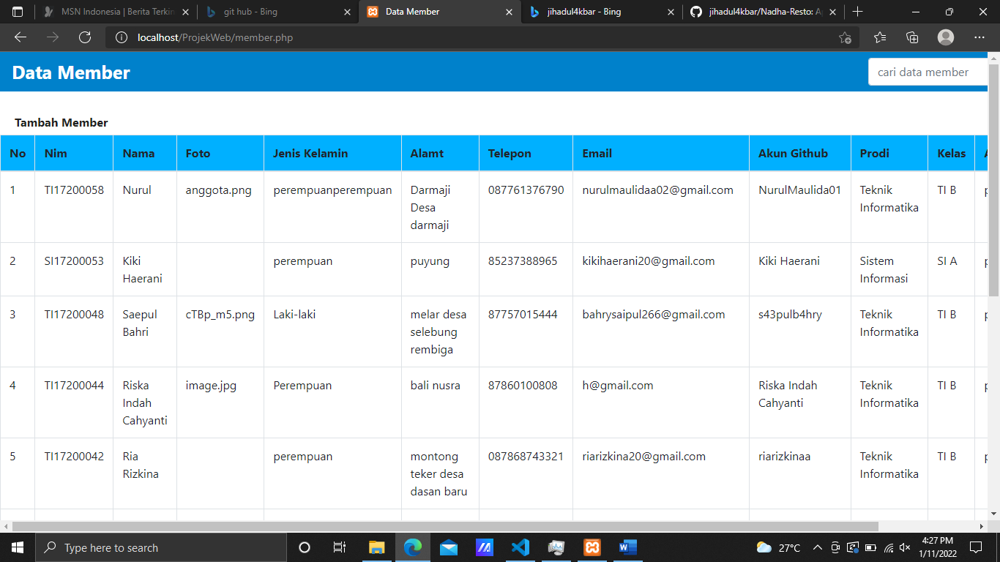 MSN Indonesia | Berita Terkin
git hub - Bing
Data Member
jihadul4kbar - Bing
jihadul4kbar/Nadha-Resto: A
localhost/ProjekWeb/member.php
Data Member
cari data member
Tambah Member
No Nim Nama Foto Jenis Kelamin Alamt Telepon Email Akun Github Prodi Kelas
1 TI17200058 Nurul anggota.png perempuanperempuan Darmaji 087761376790 nurulmaulidaa02@gmail.com NurulMaulida01 Teknik TI B
Desa Informatika
darmaji
2 SI17200053 Kiki perempuan puyung 85237388965 kikihaerani20@gmail.com Kiki Haerani Sistem SI A
Haerani Informasi
3 TI17200048 Saepul cTBp_m5.png Laki-laki melar desa 87757015444 bahrysaipul266@gmail.com s43pulb4hry Teknik TI B
Bahri selebung Informatika
rembiga
4 TI17200044 Riska image.jpg Perempuan bali nusra 87860100808 h@gmail.com Riska Indah Teknik TI B
Indah Cahyanti Informatika
Cahyanti
5 TI17200042 Ria perempuan montong 087868743321 riarizkina20@gmail.com riarizkinaa Teknik TI B
Rizkina teker desa Informatika
dasan baru
Type here to search
27°C
4:27 PM
1/11/2022